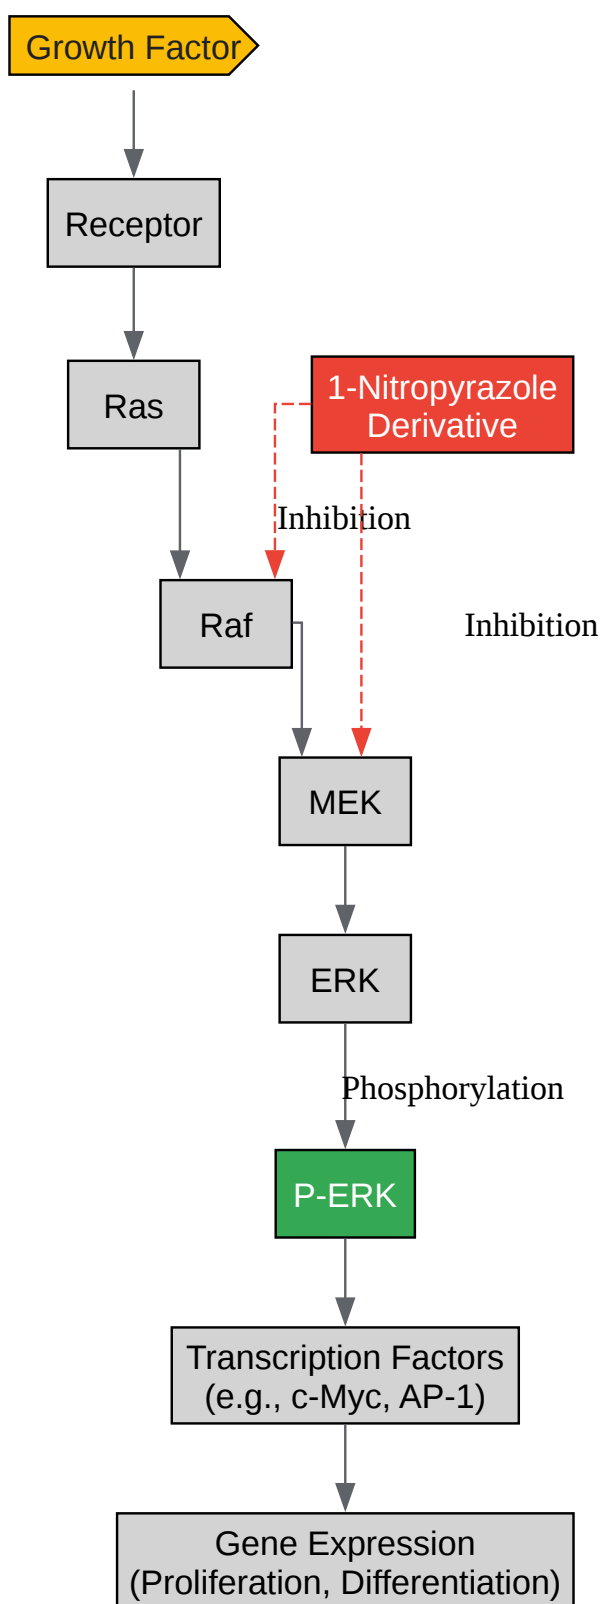 Growth Factor
Receptor
Ras
1-Nitropyrazole
Derivative
Inhibition
Raf
Inhibition
MEK
ERK
Phosphorylation
P-ERK
Transcription Factors
(e.g., c-Myc, AP-1)
Gene Expression
(Proliferation, Differentiation)